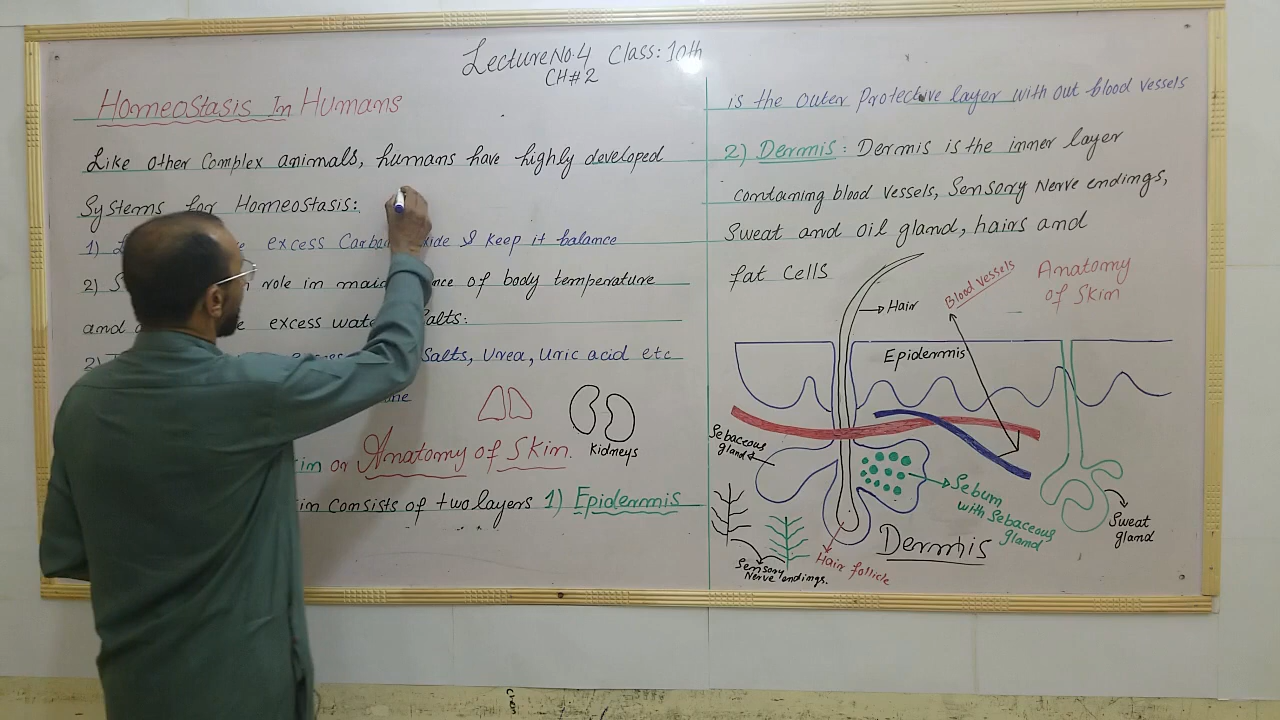 Lecture No.4 Class: 10th
CH#2
Homeostasis In Humans
Like other complex animals, humans have highly developed
Systems for Homeostasis:
1) excess Carbon & keep it balance
2) role in of body temperature
and excess Salts:
3) Salts, Urea, Uric acid etc
Kidneys
or Anatomy of Skin.
consists of two layers 1) Epidermis
is the outer Protective layer with out blood vessels
2) Dermis: Dermis is the inner layer
containing blood vessels, Sensory Nerve endings,
Sweat and oil gland, hairs and
fat cells
Anatomy
of Skin
Blood vessels
Hair
Epidermis
Sebaceous
gland
Sebum
with Sebaceous
gland
Sweat
gland
Dermis
Hair follicle
Sensory
Nerve endings.